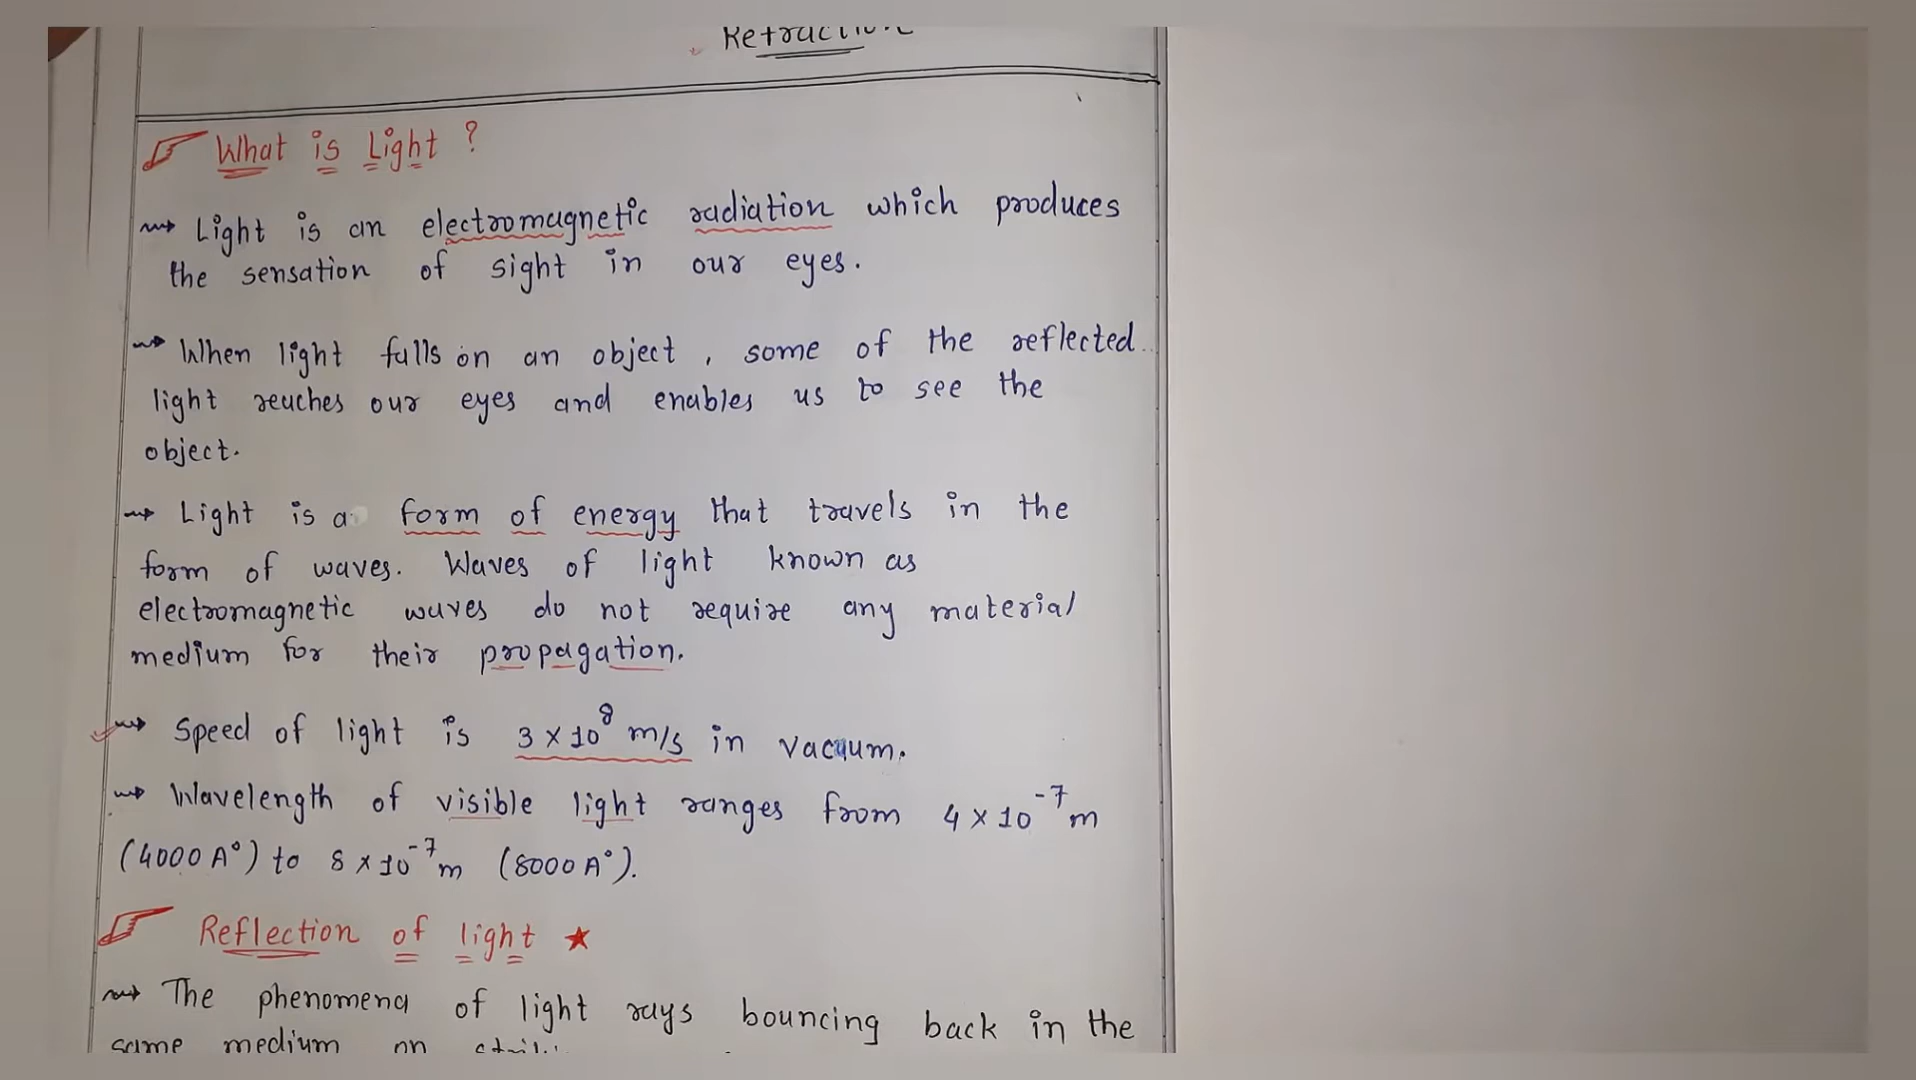 Refraction
What is Light ?
Light is an electromagnetic radiation which produces
the sensation of sight in our eyes.
When light falls on an object , some of the reflected
light reaches our eyes and enables us to see the
object.
Light is a form of energy that travels in the
form of waves. Waves of light known as
electromagnetic waves do not require any material
medium for their propagation.
Speed of light is 3 × 10⁸ m/s in vacuum.
Wavelength of visible light ranges from 4 × 10⁻⁷ m
(4000 A°) to 8 × 10⁻⁷ m (8000 A°).
Reflection of light ★
The phenomena of light rays bouncing back in the
same medium on